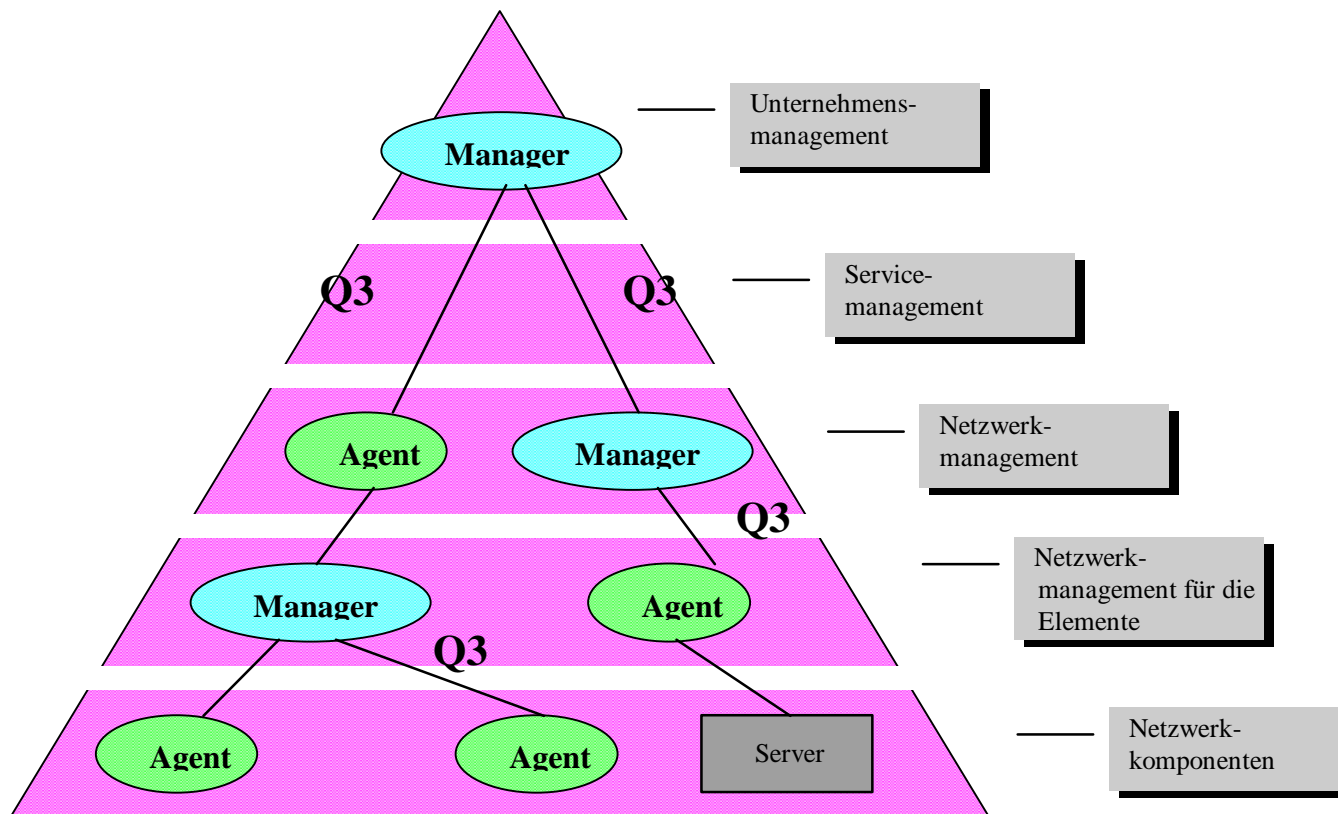 Unternehmens-
management
Manager
Q3
Q3
Service-
management
Agent
Manager
Netzwerk-
management
Q3
Manager
Agent
Netzwerk-
management für die
Elemente
Q3
Agent
Agent
Server
Netzwerk-
komponenten